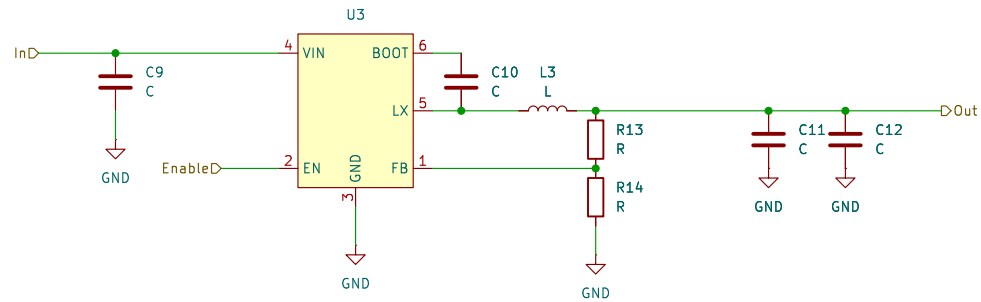 U3
In
4
VIN
BOOT
6
C9
C
C10
C
L3
L
LX
5
Out
R13
R
C11
C
C12
C
GND
Enable
2
EN
GND
FB
1
R14
R
3
GND
GND
GND
GND